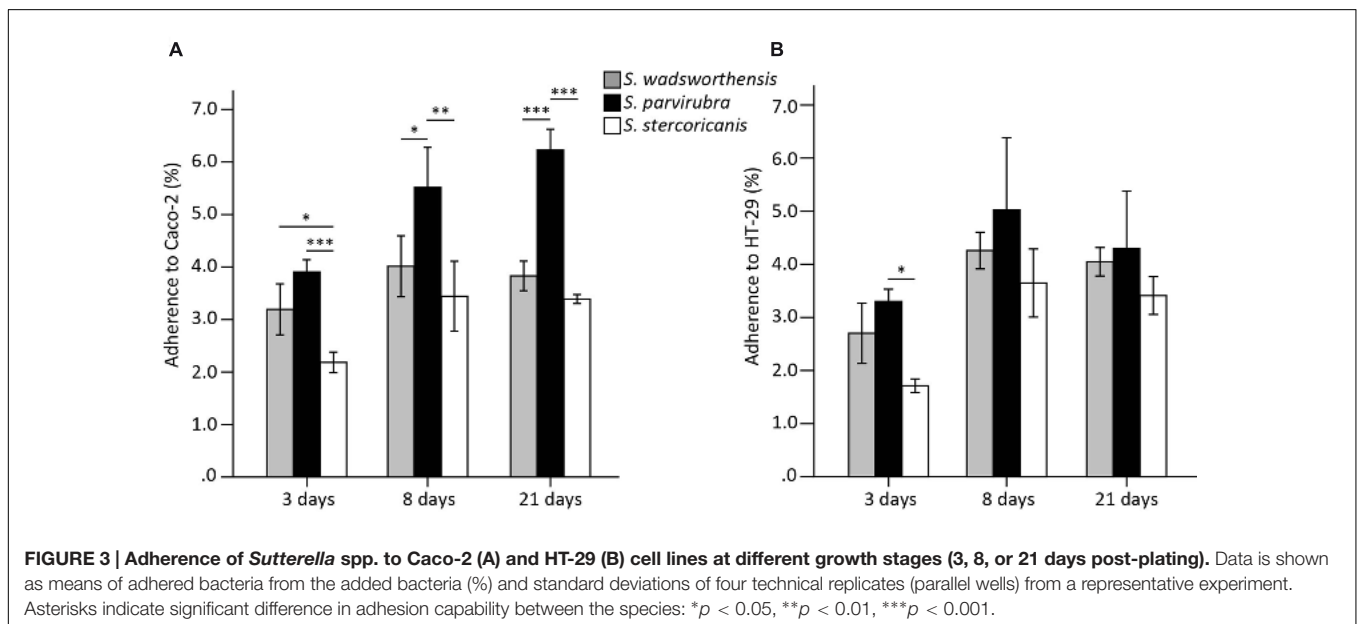 A
B
S. wadsworthensis
S. parvirubra
S. stercoricanis
Adherence to Caco-2 (%)
7.0
6.0
5.0
4.0
3.0
2.0
1.0
.0
*
***
*
**
***
***
3 days
8 days
21 days
Adherence to HT-29 (%)
7.0
6.0
5.0
4.0
3.0
2.0
1.0
.0
*
3 days
8 days
21 days
FIGURE 3 | Adherence of Sutterella spp. to Caco-2 (A) and HT-29 (B) cell lines at different growth stages (3, 8, or 21 days post-plating). Data is shown
as means of adhered bacteria from the added bacteria (%) and standard deviations of four technical replicates (parallel wells) from a representative experiment.
Asterisks indicate significant difference in adhesion capability between the species: *p < 0.05, **p < 0.01, ***p < 0.001.